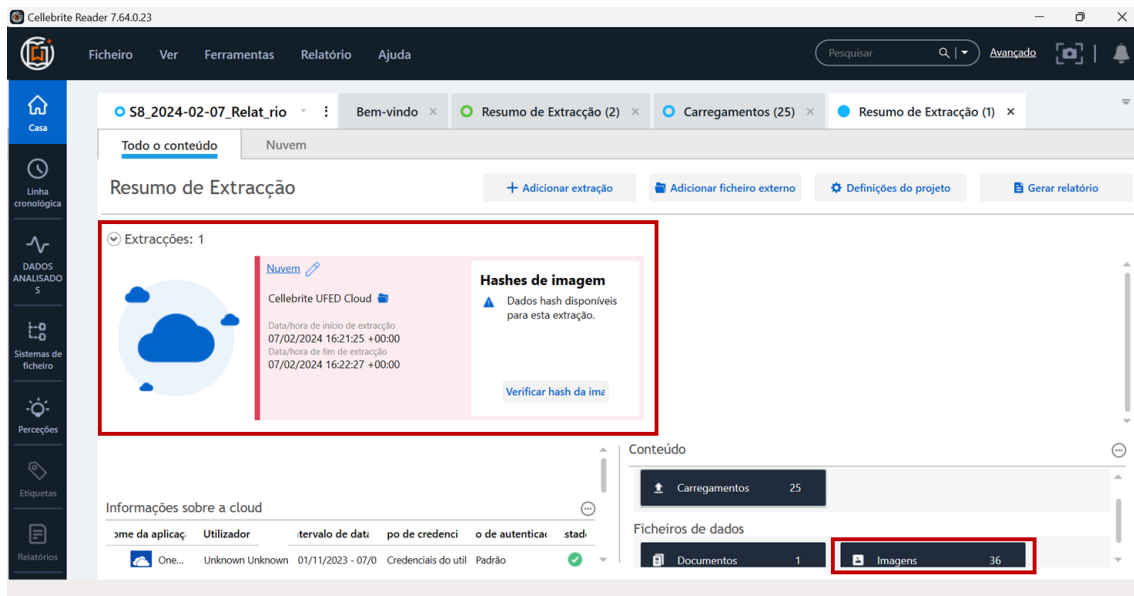 Cellebrite Reader 7.64.0.23
Ficheiro Ver Ferramentas Relatório Ajuda
Pesquisar Avançado
S8_2024-02-07_Relat_rio Bem-vindo Resumo de Extracção (2) Carregamentos (25) Resumo de Extracção (1)
Casa
Todo o conteúdo Nuvem
Linha
cronológica
Resumo de Extracção
Adicionar extração Adicionar ficheiro externo Definições do projeto Gerar relatório
DADOS
ANALISADO
S
Extracções: 1
Nuvem
Cellebrite UFED Cloud
Data/hora de início de extracção
07/02/2024 16:21:25 +00:00
Data/hora de fim de extracção
07/02/2024 16:22:27 +00:00
Hashes de imagem
Dados hash disponíveis
para esta extração.
Verificar hash da ima
Sistemas de
ficheiro
Perceções
Etiquetas
Relatórios
Informações sobre a cloud
ome da aplicaç Utilizador tervalo de data po de credenci o de autenticac stad
One... Unknown Unknown 01/11/2023 - 07/0 Credenciais do util Padrão
Conteúdo
Carregamentos 25
Ficheiros de dados
Documentos 1 Imagens 36